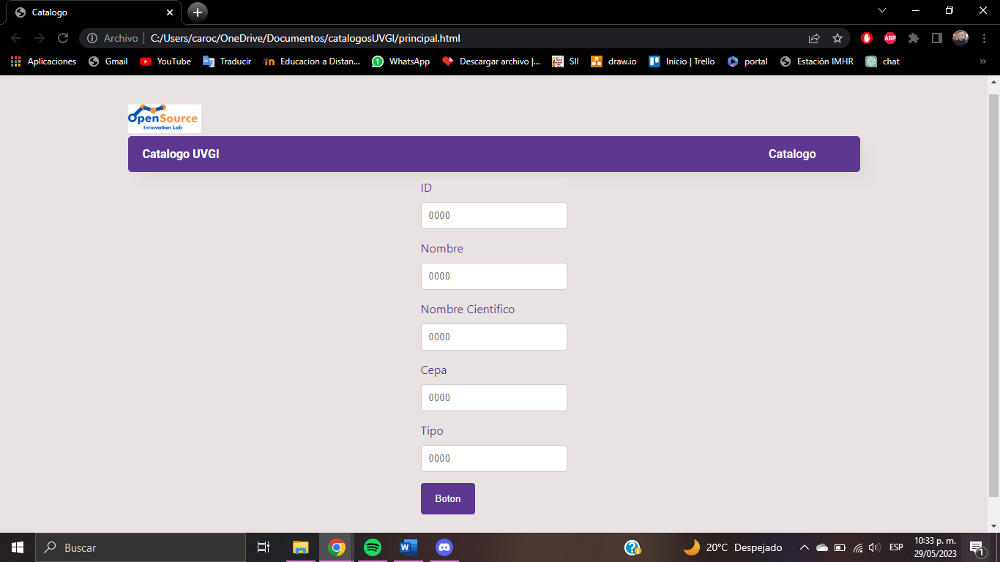 Catalogo
Archivo C:/Users/caroc/OneDrive/Documentos/catalogosUVGI/principal.html
ABP
Aplicaciones Gmail YouTube Traducir Educacion a Distan... WhatsApp Descargar archivo |... SII draw.io Inicio | Trello portal Estación IMHR chat »
OpenSource
Innovation Lab
Catalogo UVGI Catalogo
ID
0000
Nombre
0000
Nombre Cientifico
0000
Cepa
0000
Tipo
0000
Boton
Buscar
20°C Despejado
ESP
10:33 p. m.
29/05/2023
1